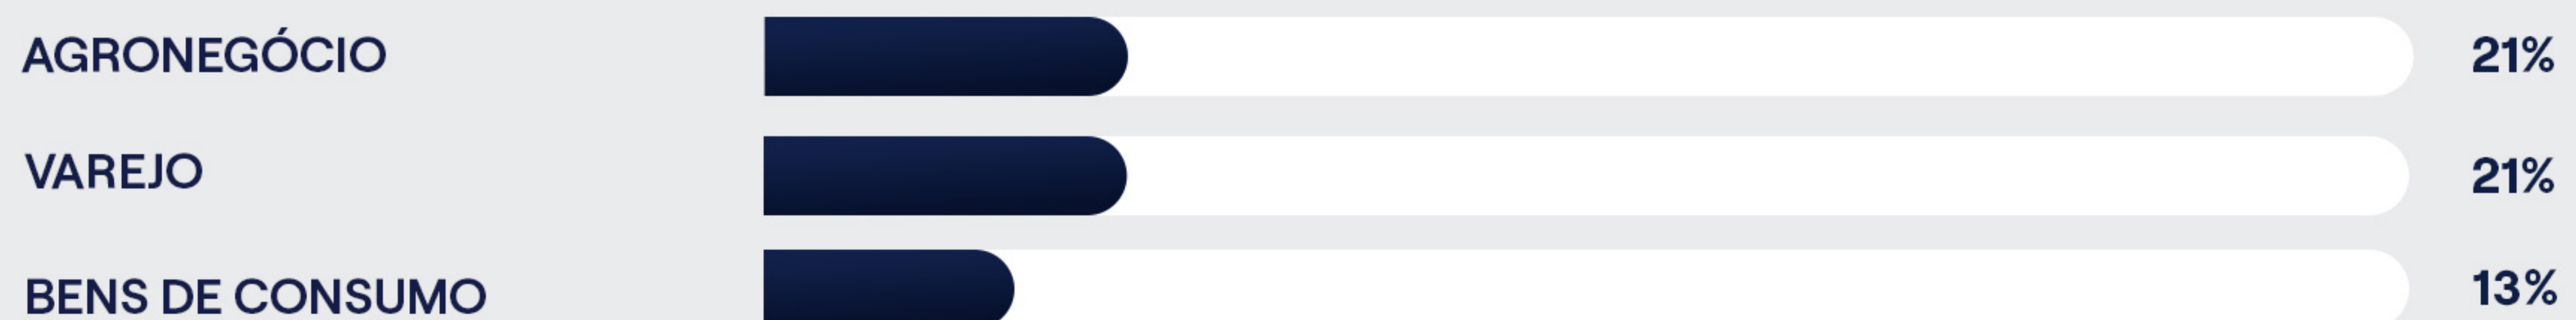 AGRONEGÓCIO 21%
VAREJO 21%
BENS DE CONSUMO 13%